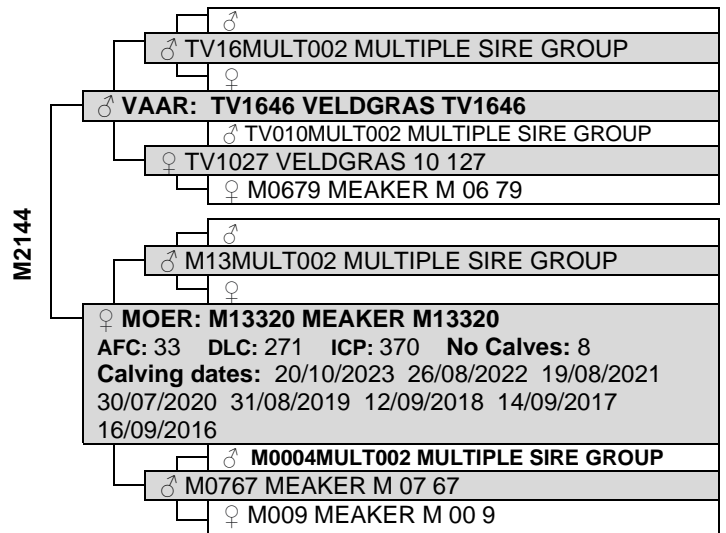 ♂
♂ TV16MULT002 MULTIPLE SIRE GROUP
♀
♂ VAAR: TV1646 VELDGRAS TV1646
♂ TV010MULT002 MULTIPLE SIRE GROUP
♀ TV1027 VELDGRAS 10 127
♀ M0679 MEAKER M 06 79
M2144
♂
♂ M13MULT002 MULTIPLE SIRE GROUP
♀
♀ MOER: M13320 MEAKER M13320
AFC: 33 DLC: 271 ICP: 370 No Calves: 8
Calving dates: 20/10/2023 26/08/2022 19/08/2021
30/07/2020 31/08/2019 12/09/2018 14/09/2017
16/09/2016
♂ M0004MULT002 MULTIPLE SIRE GROUP
♂ M0767 MEAKER M 07 67
♀ M009 MEAKER M 00 9